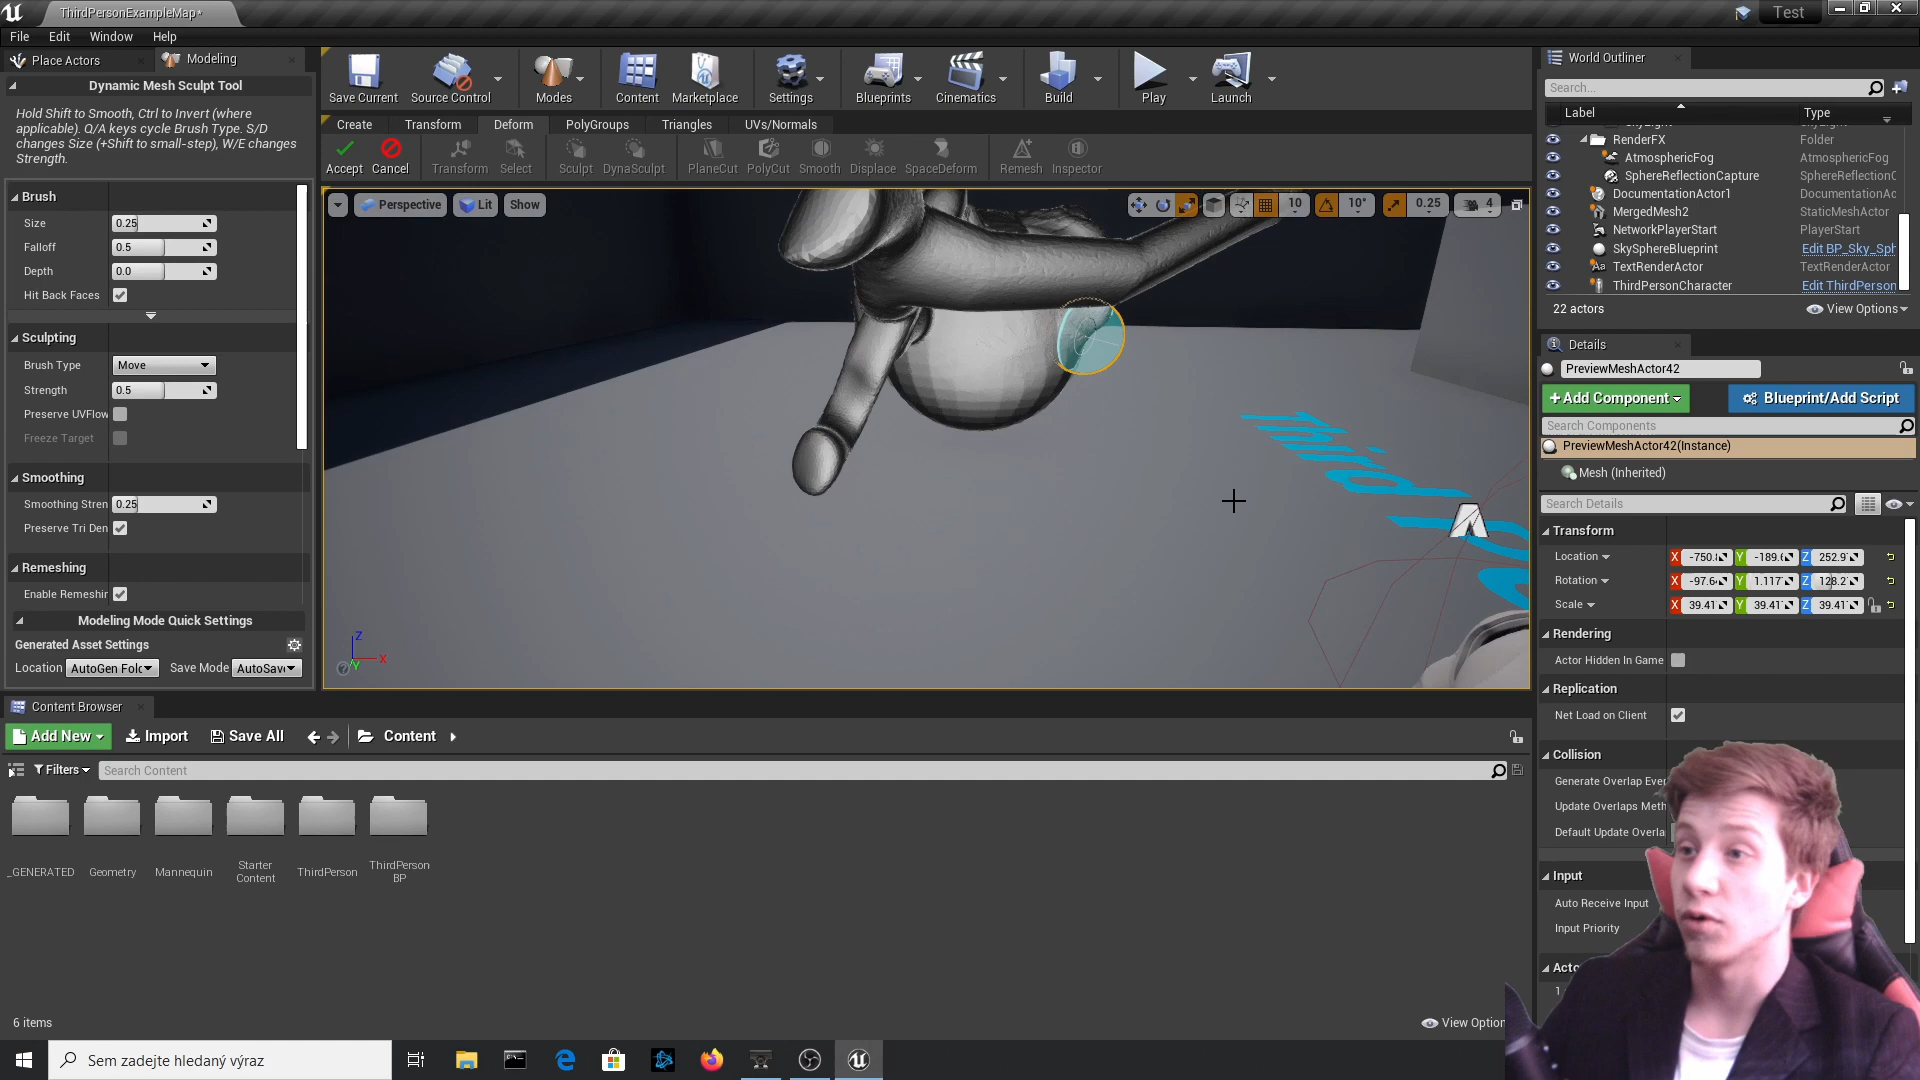 ThirdPersonExampleMap*
Test
File Edit Window Help
Place Actors
Modeling
Dynamic Mesh Sculpt Tool
Hold Shift to Smooth, Ctrl to Invert (where
applicable). Q/A keys cycle Brush Type. S/D
changes Size (+Shift to small-step), W/E changes
Strength.
Brush
Size 0.25
Falloff 0.5
Depth 0.0
Hit Back Faces
Sculpting
Brush Type Move
Strength 0.5
Preserve UVFlow
Freeze Target
Smoothing
Smoothing Stren 0.25
Preserve Tri Den
Remeshing
Enable Remeshin
Modeling Mode Quick Settings
Generated Asset Settings
Location AutoGen Fold Save Mode AutoSave
Save Current Source Control Modes Content Marketplace Settings Blueprints Cinematics Build Play Launch
Create Transform Deform PolyGroups Triangles UVs/Normals
Accept Cancel Transform Select Sculpt DynaSculpt PlaneCut PolyCut Smooth Displace SpaceDeform Remesh Inspector
Perspective Lit Show
10 10° 0.25 4
Z
X
Y
World Outliner
Search...
Label Type
RenderFX Folder
AtmosphericFog AtmosphericFog
SphereReflectionCapture SphereReflectionC
DocumentationActor1 DocumentationAc
MergedMesh2 StaticMeshActor
NetworkPlayerStart PlayerStart
SkySphereBlueprint Edit BP_Sky_Sph
TextRenderActor TextRenderActor
ThirdPersonCharacter Edit ThirdPerson
22 actors
View Options
Details
PreviewMeshActor42
+Add Component Blueprint/Add Script
Search Components
PreviewMeshActor42(Instance)
Mesh (Inherited)
Search Details
Transform
Location X -750. Y -189. Z 252.9
Rotation X -97. Y 1.117 Z 128.2
Scale X 39.41 Y 39.41 Z 39.41
Rendering
Actor Hidden In Game
Replication
Net Load on Client
Collision
Generate Overlap Ever
Update Overlaps Meth
Default Update Overla
Input
Auto Receive Input
Input Priority
Acto
1
Content Browser
Add New Import Save All Content
Filters Search Content
_GENERATED Geometry Mannequin Starter Content ThirdPerson ThirdPerson BP
6 items
View Option
Sem zadejte hledaný výraz